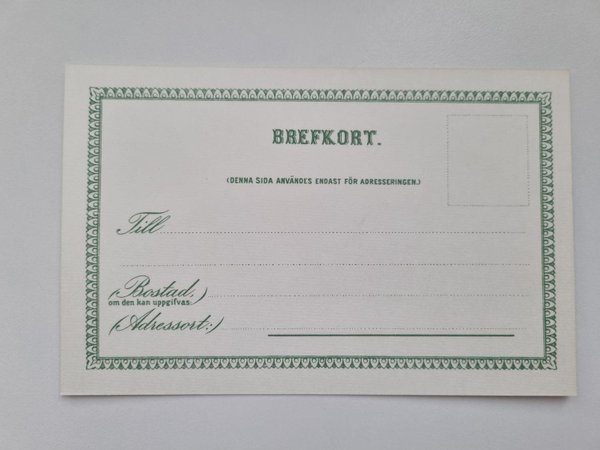 BREFKORT.
(DENNA SIDA ANVÄNDES ENDAST FÖR ADRESSERINGEN.)
Till
(Bostad,)
om den kan uppgifvas:
(Adressort:)